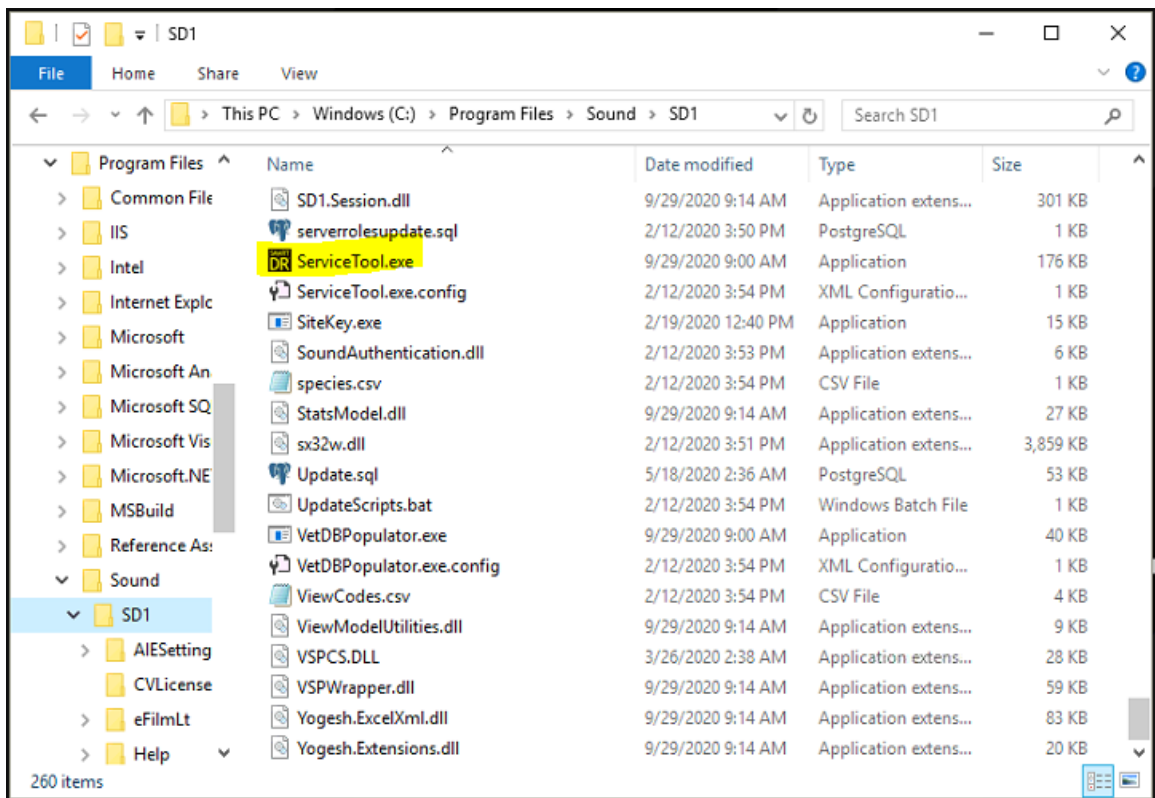 SD1
File Home Share View
This PC > Windows (C:) > Program Files > Sound > SD1 Search SD1
Program Files
Common File
IIS
Intel
Internet Explc
Microsoft
Microsoft An
Microsoft SQ
Microsoft Vis
Microsoft.NE
MSBuild
Reference As
Sound
SD1
AIESetting
CVLicense
eFilmLt
Help
Name Date modified Type Size
SD1.Session.dll 9/29/2020 9:14 AM Application extens... 301 KB
serverrolesupdate.sql 2/12/2020 3:50 PM PostgreSQL 1 KB
ServiceTool.exe 9/29/2020 9:00 AM Application 176 KB
ServiceTool.exe.config 2/12/2020 3:54 PM XML Configuratio... 1 KB
SiteKey.exe 2/19/2020 12:40 PM Application 15 KB
SoundAuthentication.dll 2/12/2020 3:53 PM Application extens... 6 KB
species.csv 2/12/2020 3:54 PM CSV File 1 KB
StatsModel.dll 9/29/2020 9:14 AM Application extens... 27 KB
sx32w.dll 2/12/2020 3:51 PM Application extens... 3,859 KB
Update.sql 5/18/2020 2:36 AM PostgreSQL 53 KB
UpdateScripts.bat 2/12/2020 3:54 PM Windows Batch File 1 KB
VetDBPopulator.exe 9/29/2020 9:00 AM Application 40 KB
VetDBPopulator.exe.config 2/12/2020 3:54 PM XML Configuratio... 1 KB
ViewCodes.csv 2/12/2020 3:54 PM CSV File 4 KB
ViewModelUtilities.dll 9/29/2020 9:14 AM Application extens... 9 KB
VSPCS.DLL 3/26/2020 2:38 AM Application extens... 28 KB
VSPWrapper.dll 9/29/2020 9:14 AM Application extens... 59 KB
Yogesh.ExcelXml.dll 9/29/2020 9:14 AM Application extens... 83 KB
Yogesh.Extensions.dll 9/29/2020 9:14 AM Application extens... 20 KB
260 items